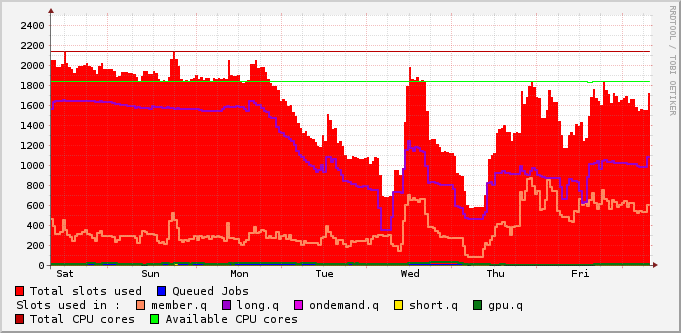 RRDTOOL / TOBI OETIKER
2400
2200
2000
1800
1600
1400
1200
1000
800
600
400
200
0
Sat Sun Mon Tue Wed Thu Fri
Total slots used Queued Jobs
Slots used in : member.q long.q ondemand.q short.q gpu.q
Total CPU cores Available CPU cores